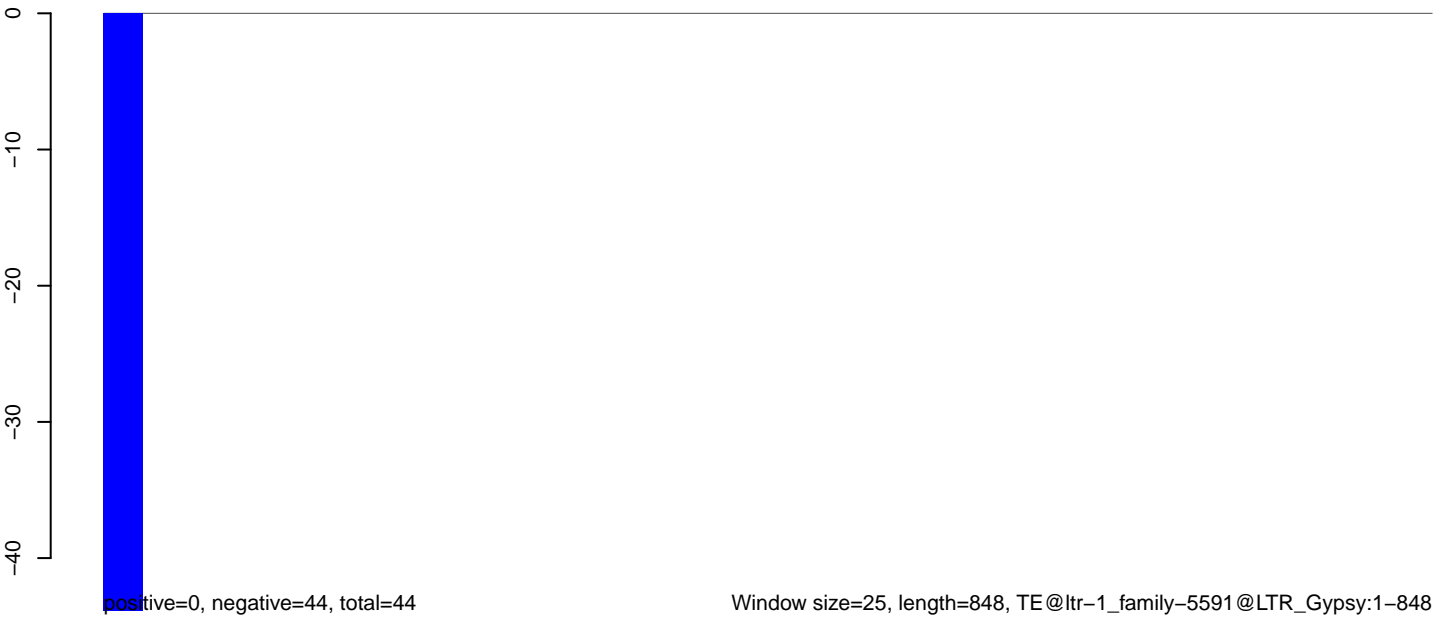 0
−10
−20
−30
−40
positive=0, negative=44, total=44
Window size=25, length=848, TE@ltr−1_family−5591@LTR_Gypsy:1−848